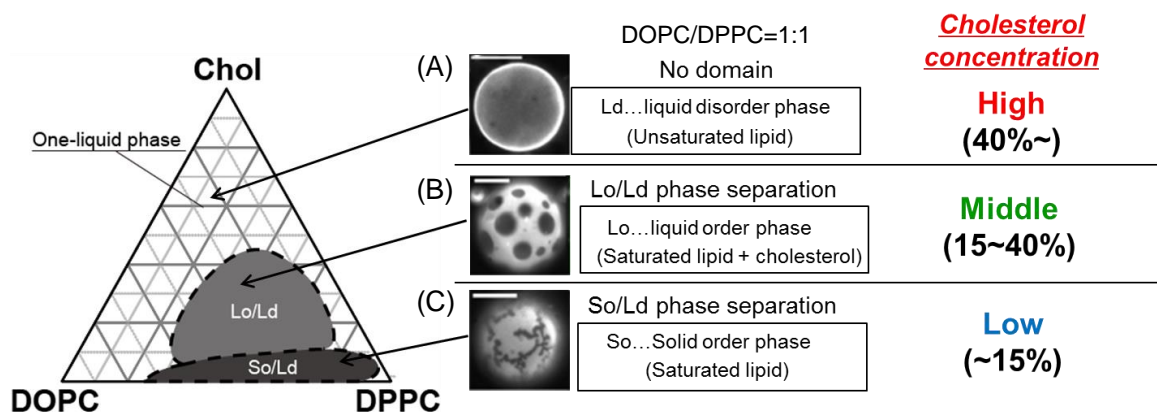 Chol
One-liquid phase
Lo/Ld
So/Ld
DOPC
DPPC
DOPC/DPPC=1:1
Cholesterol
concentration
(A)
No domain
Ld…liquid disorder phase
(Unsaturated lipid)
High
(40%~)
(B)
Lo/Ld phase separation
Lo…liquid order phase
(Saturated lipid + cholesterol)
Middle
(15~40%)
(C)
So/Ld phase separation
So…Solid order phase
(Saturated lipid)
Low
(~15%)